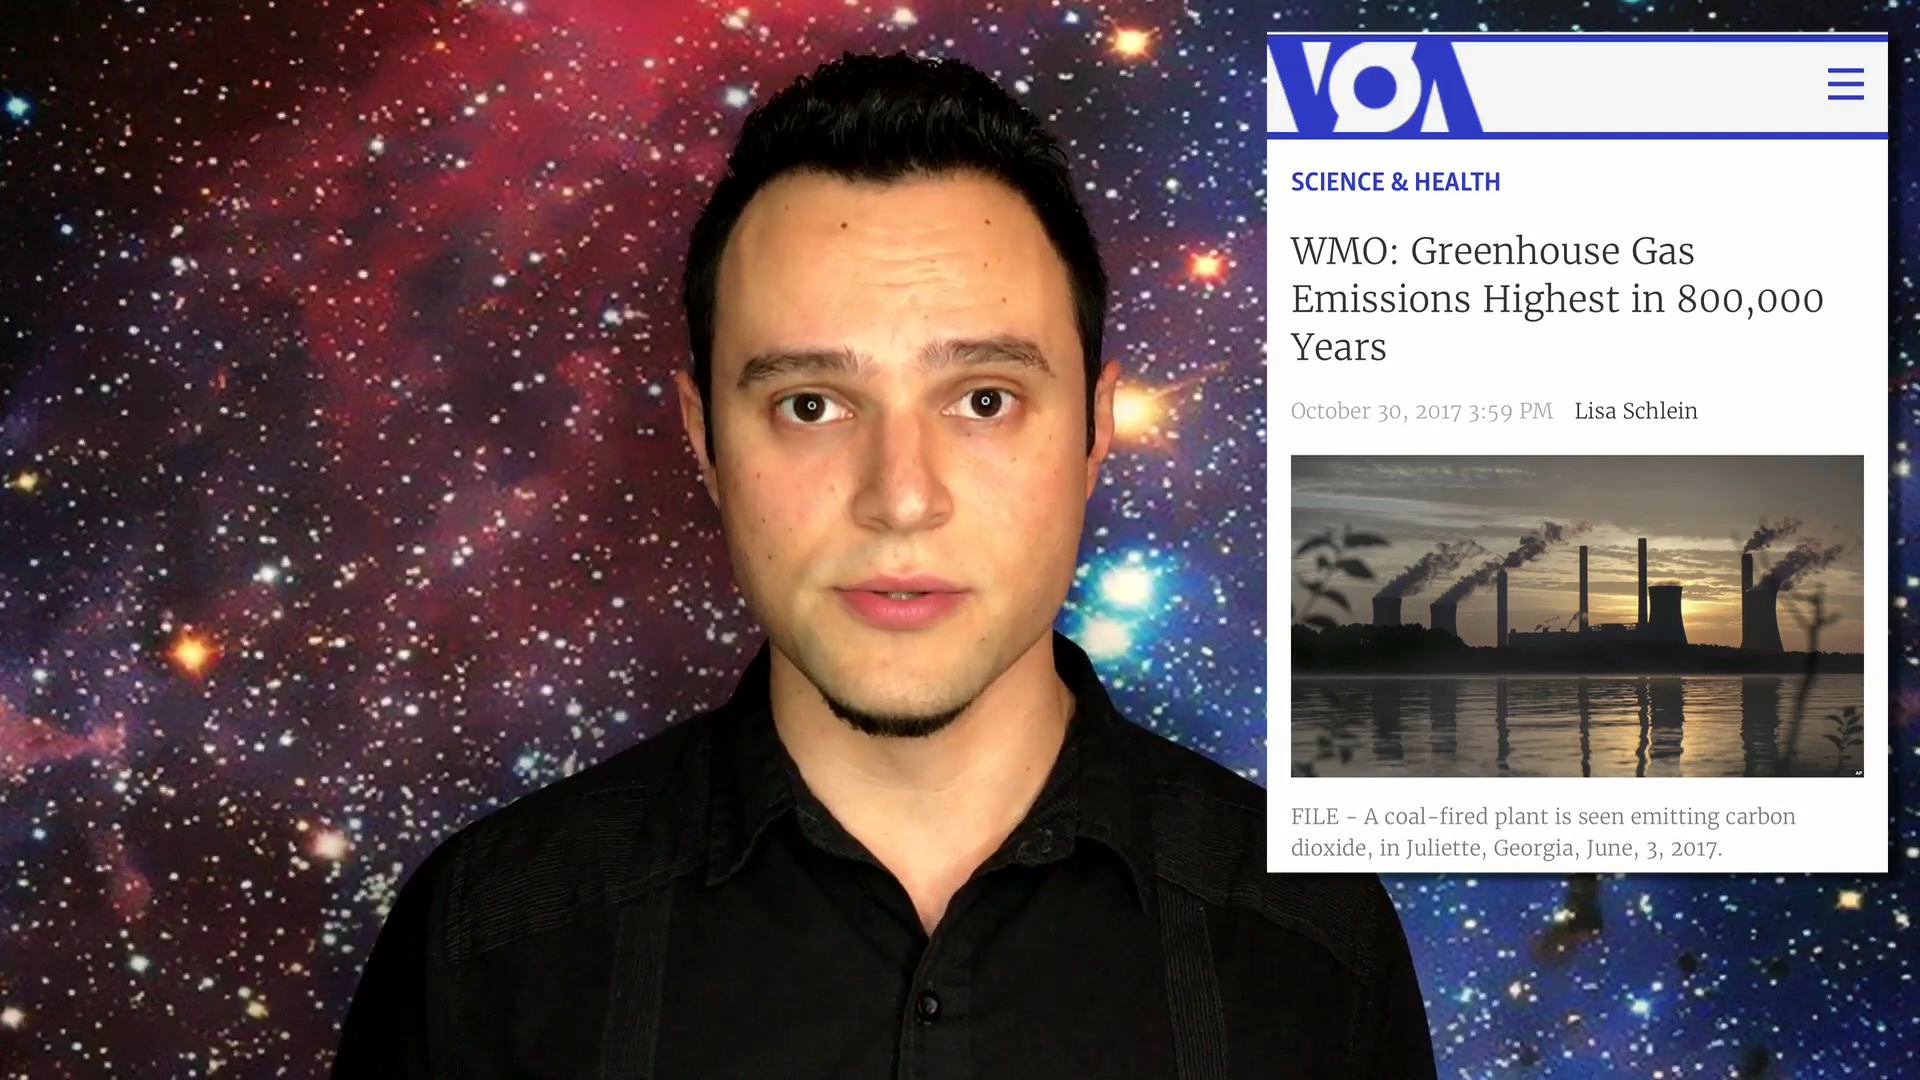 VOA
SCIENCE & HEALTH
WMO: Greenhouse Gas
Emissions Highest in 800,000
Years
October 30, 2017 3:59 PM Lisa Schlein
AP
FILE - A coal-fired plant is seen emitting carbon
dioxide, in Juliette, Georgia, June, 3, 2017.